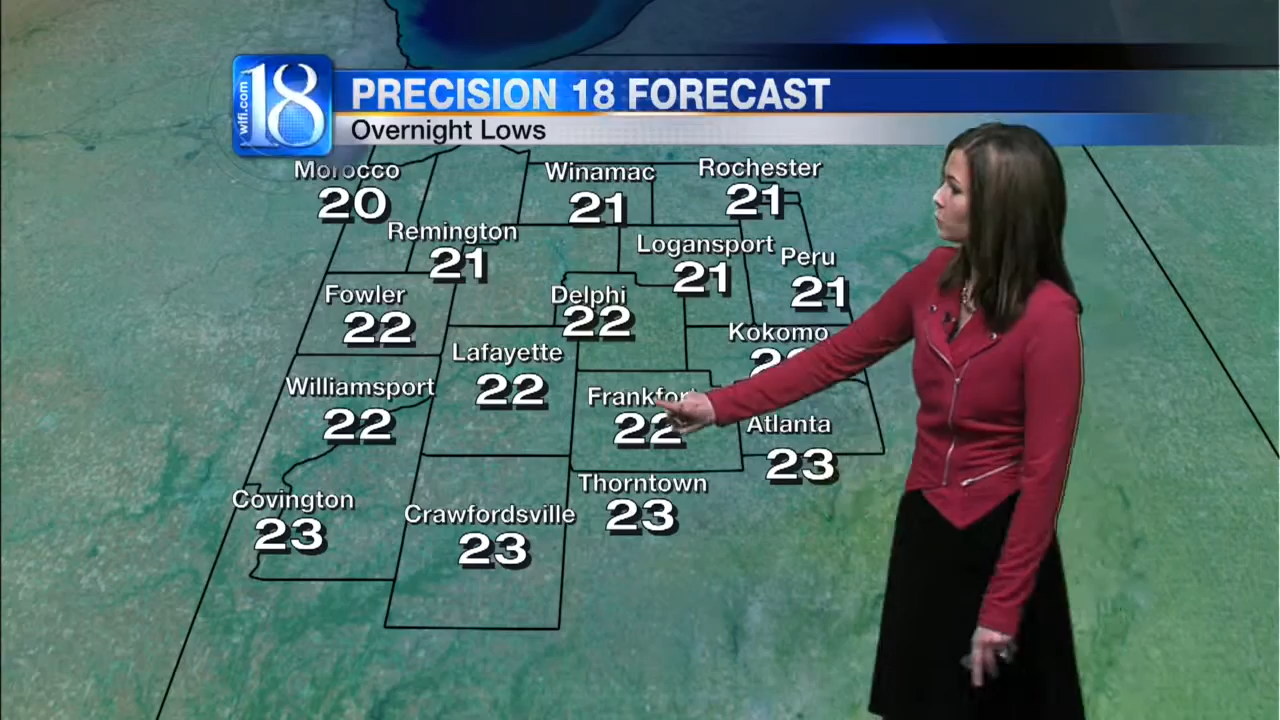 wlfi.com
18
PRECISION 18 FORECAST
Overnight Lows
Morocco
20
Winamac
21
Rochester
21
Remington
21
Logansport
21
Peru
21
Fowler
22
Delphi
22
Kokomo
Lafayette
22
Williamsport
22
22
Atlanta
23
Thorntown
23
Covington
23
Crawfordsville
23